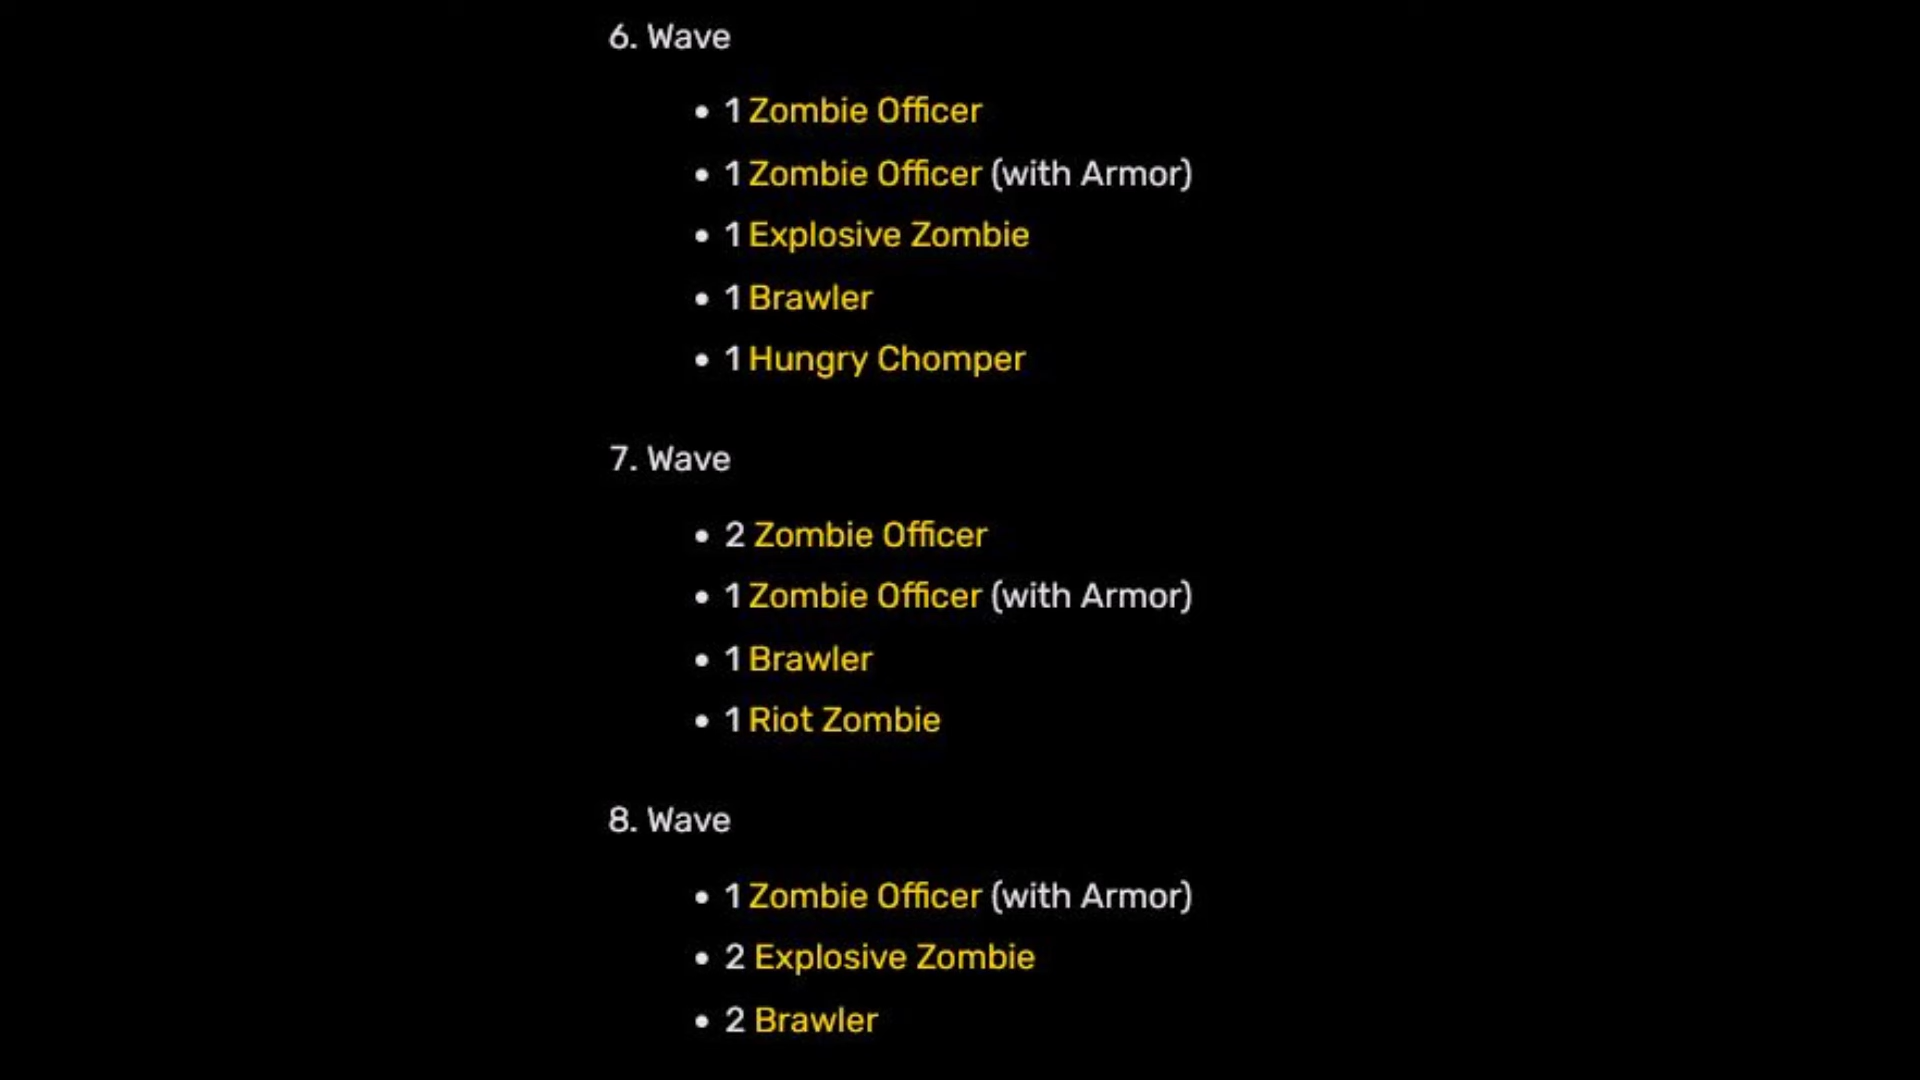 6. Wave
• 1 Zombie Officer
• 1 Zombie Officer (with Armor)
• 1 Explosive Zombie
• 1 Brawler
• 1 Hungry Chomper
7. Wave
• 2 Zombie Officer
• 1 Zombie Officer (with Armor)
• 1 Brawler
• 1 Riot Zombie
8. Wave
• 1 Zombie Officer (with Armor)
• 2 Explosive Zombie
• 2 Brawler